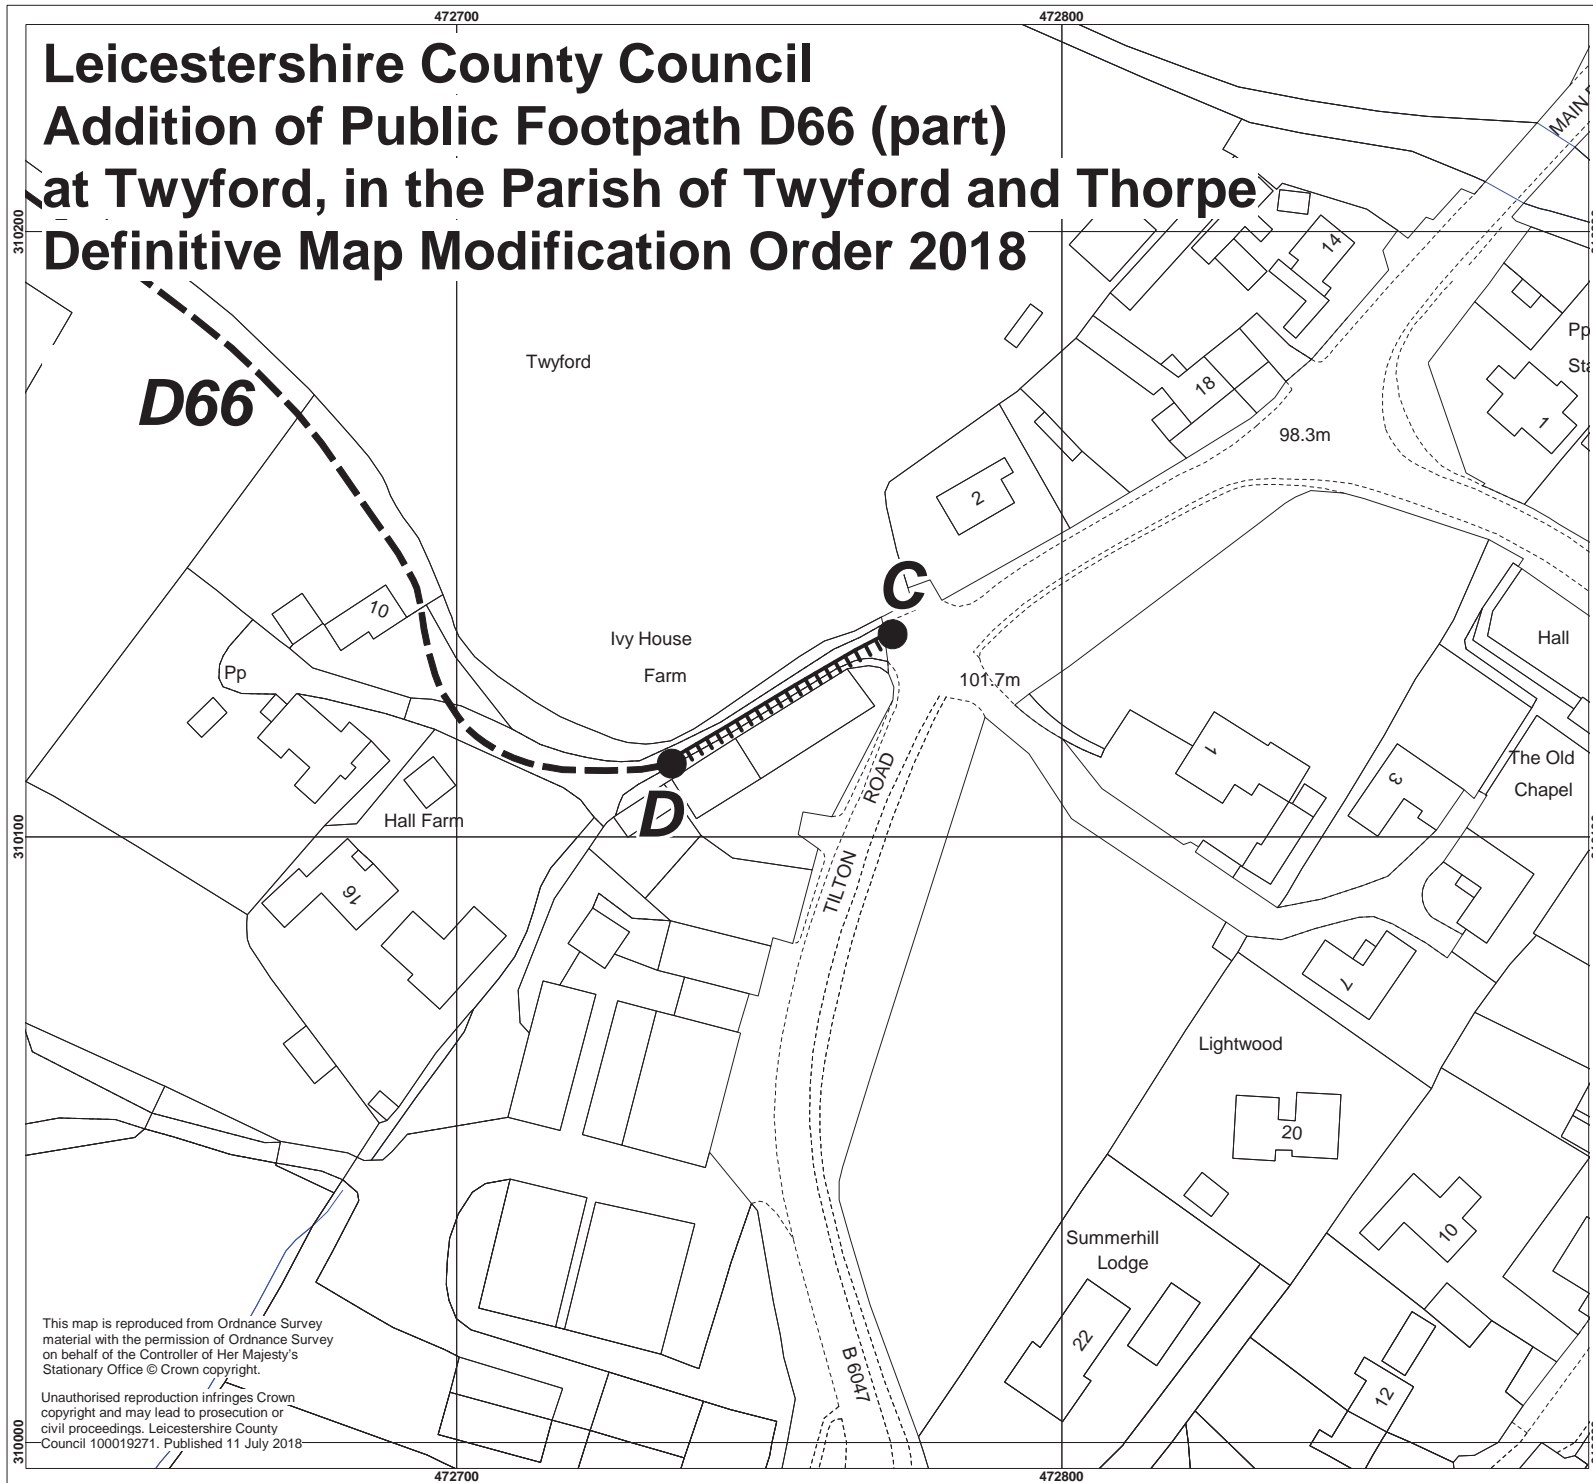 472700
472800
Leicestershire County Council
Addition of Public Footpath D66 (part)
at Twyford, in the Parish of Twyford and Thorpe
Definitive Map Modification Order 2018
MAIN
310200
14
Twyford
Pp
D66
18
1
98.3m
2
C
10
Ivy House
Farm
Hall
Pp
101.7m
1
The Old
Chapel
3
D
Hall Farm
TILTON ROAD
310100
16
7
Lightwood
20
Summerhill
Lodge
10
22
B 6047
12
This map is reproduced from Ordnance Survey
material with the permission of Ordnance Survey
on behalf of the Controller of Her Majesty's
Stationary Office © Crown copyright.
Unauthorised reproduction infringes Crown
copyright and may lead to prosecution or
civil proceedings. Leicestershire County
Council 100019271. Published 11 July 2018
310000
472700
472800